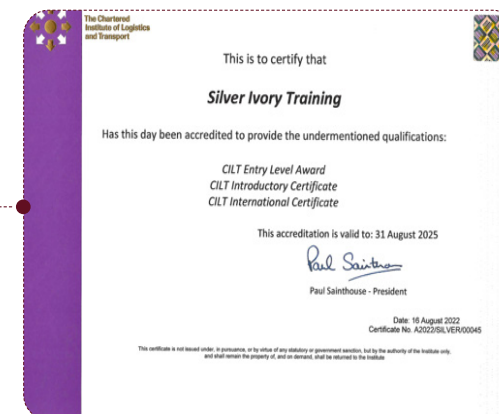 The Chartered
Institute of Logistics
and Transport
This is to certify that
Silver Ivory Training
Has this day been accredited to provide the undermentioned qualifications:
CILT Entry Level Award
CILT Introductory Certificate
CILT International Certificate
This accreditation is valid to: 31 August 2025
Paul Sainthouse - President
Date: 16 August 2022
Certificate No. A2022/SILVER/00045
This certificate is not issued under, in pursuance, or by virtue of any statutory or government sanction, but by the authority of the Institute only,
and shall remain the property of, and on demand, shall be returned to the Institute